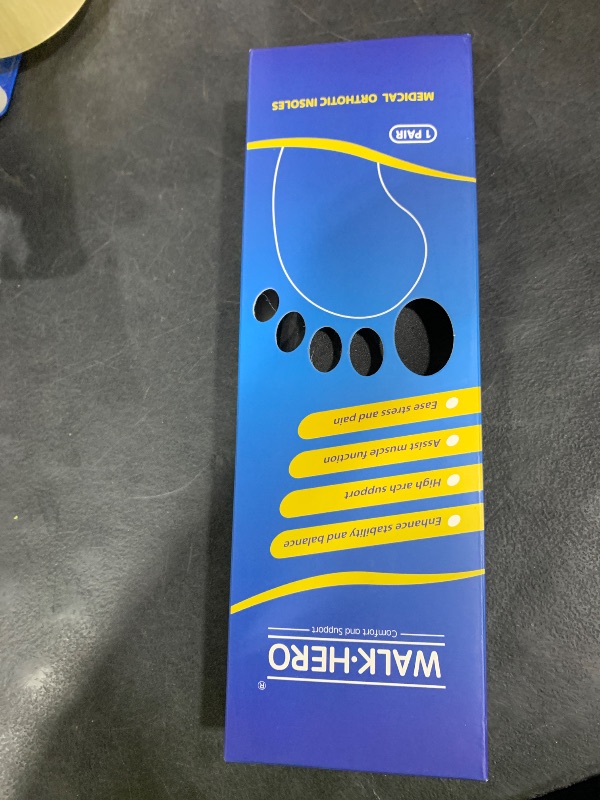 WALK·HERO®
Comfort and Support
Enhance stability and balance
High arch support
Assist muscle function
Ease stress and pain
1 PAIR
MEDICAL ORTHOTIC INSOLES